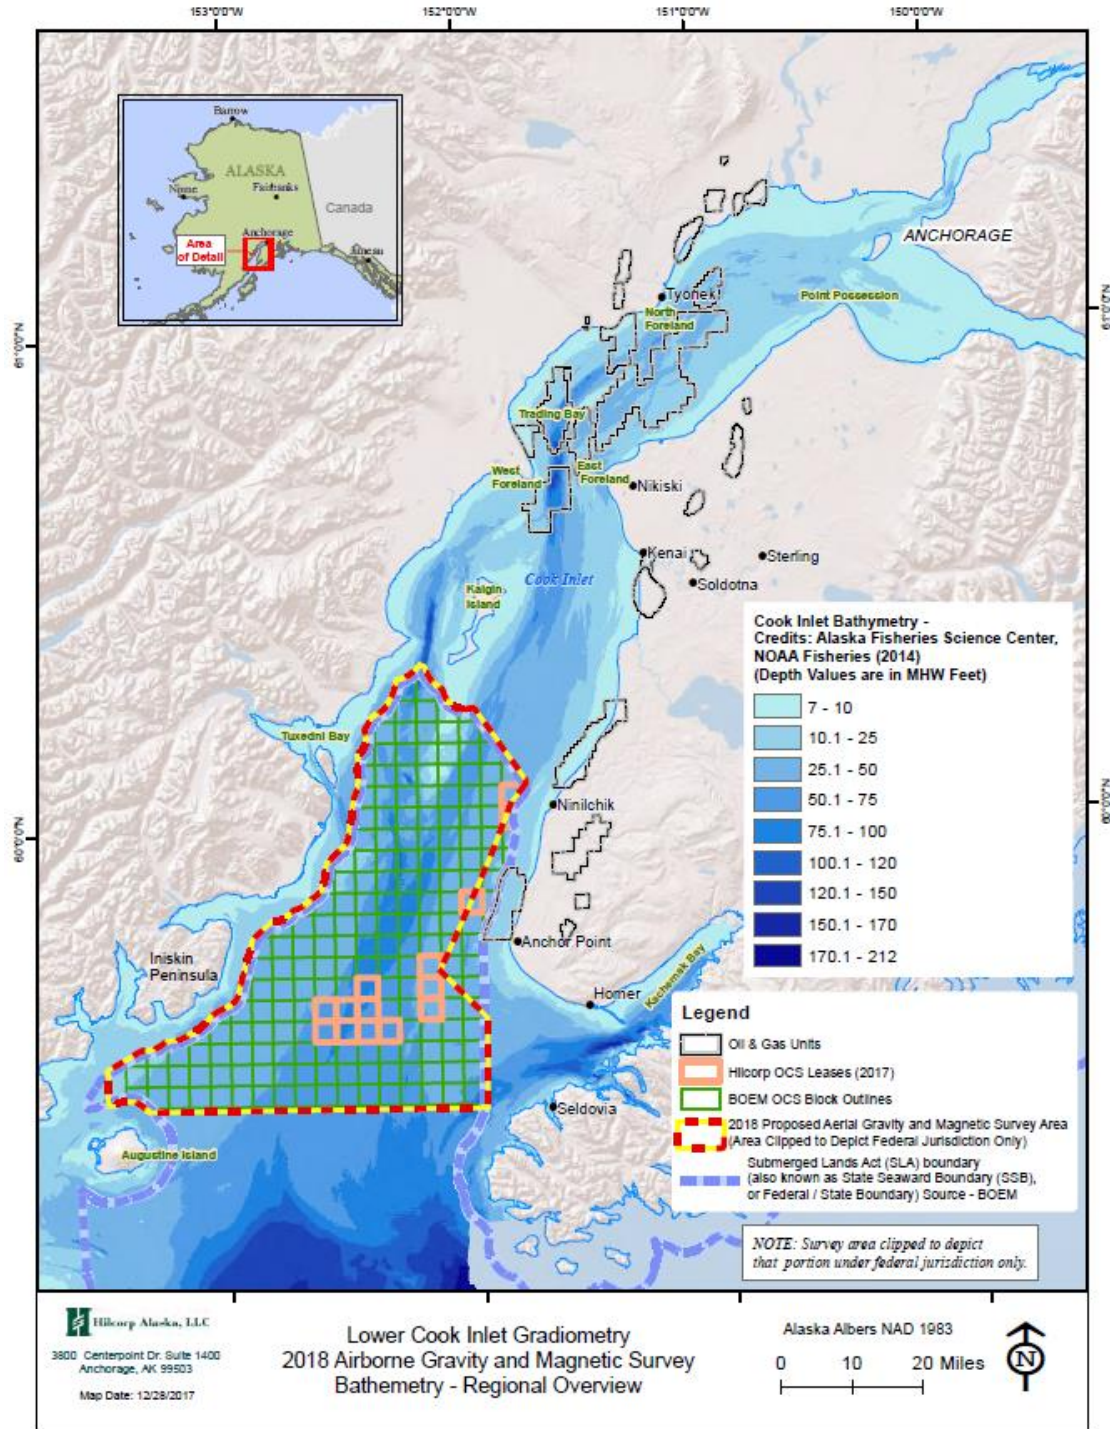 153°0'0"W
152°0'0"W
151°0'0"W
150°0'0"W
Barrow
ALASKA
Nome
Fairbanks
Canada
Anchorage
Area
of Detail
Juneau
ANCHORAGE
Tyonek
Point Possession
North
Foreland
61°0'0"N
61°0'0"N
Trading Bay
West
Foreland
East
Foreland
Nikiski
Kenai
Sterling
Cook Inlet
Soldotna
Kalgin
Island
Cook Inlet Bathymetry -
Credits: Alaska Fisheries Science Center,
NOAA Fisheries (2014)
(Depth Values are in MHW Feet)
7 - 10
10.1 - 25
25.1 - 50
50.1 - 75
75.1 - 100
100.1 - 120
120.1 - 150
150.1 - 170
170.1 - 212
Tuxedni Bay
Ninilchik
60°0'0"N
60°0'0"N
Anchor Point
Iniskin
Peninsula
Kachemak Bay
Homer
Seldovia
Augustine Island
Legend
Oil & Gas Units
Hilcorp OCS Leases (2017)
BOEM OCS Block Outlines
2018 Proposed Aerial Gravity and Magnetic Survey Area
(Area Clipped to Depict Federal Jurisdiction Only)
Submerged Lands Act (SLA) boundary
(also known as State Seaward Boundary (SSB),
or Federal / State Boundary) Source - BOEM
NOTE: Survey area clipped to depict
that portion under federal jurisdiction only.
Hilcorp Alaska, LLC
3800 Centerpoint Dr. Suite 1400
Anchorage, AK 99503
Map Date: 12/28/2017
Lower Cook Inlet Gradiometry
2018 Airborne Gravity and Magnetic Survey
Bathemetry - Regional Overview
Alaska Albers NAD 1983
0 10 20 Miles
N